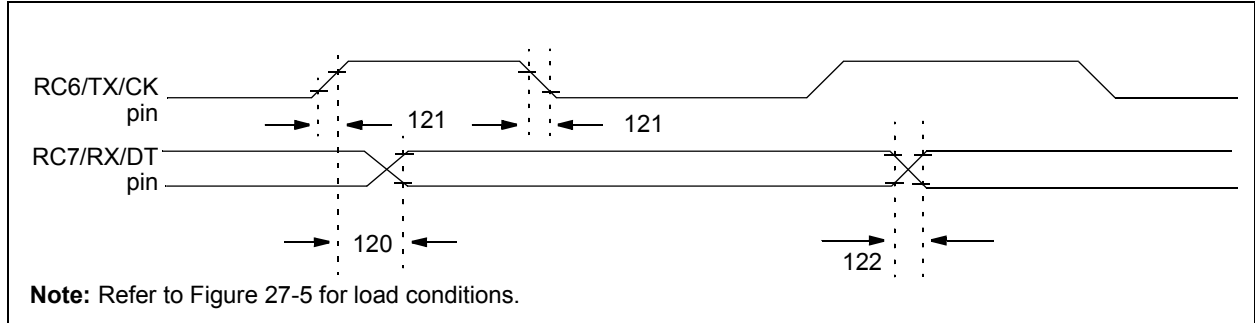 RC6/TX/CK
pin
121
121
RC7/RX/DT
pin
120
122
Note: Refer to Figure 27-5 for load conditions.